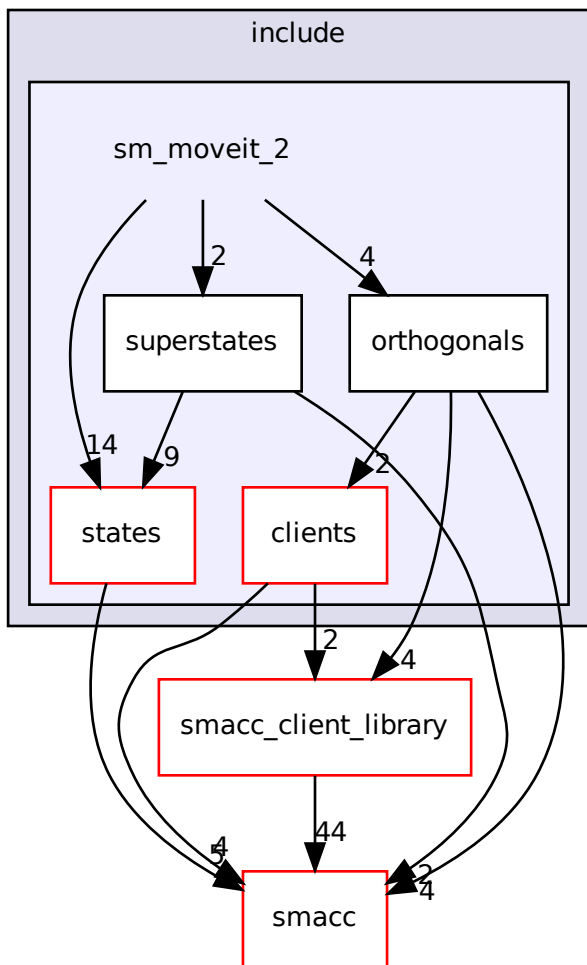 include
sm_moveit_2
2
4
superstates
orthogonals
14
9
2
states
clients
2
4
smacc_client_library
44
4
5
2
4
smacc